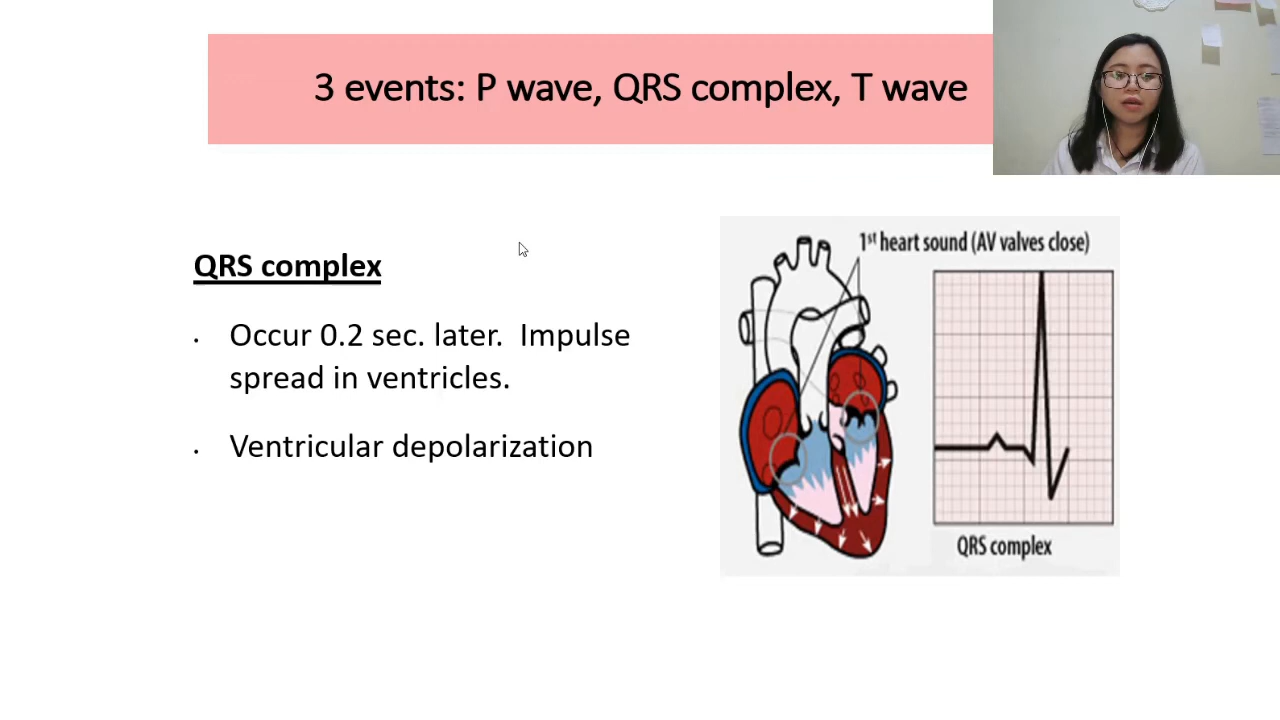 3 events: P wave, QRS complex, T wave
QRS complex
• Occur 0.2 sec. later. Impulse
spread in ventricles.
• Ventricular depolarization
1st heart sound (AV valves close)
QRS complex